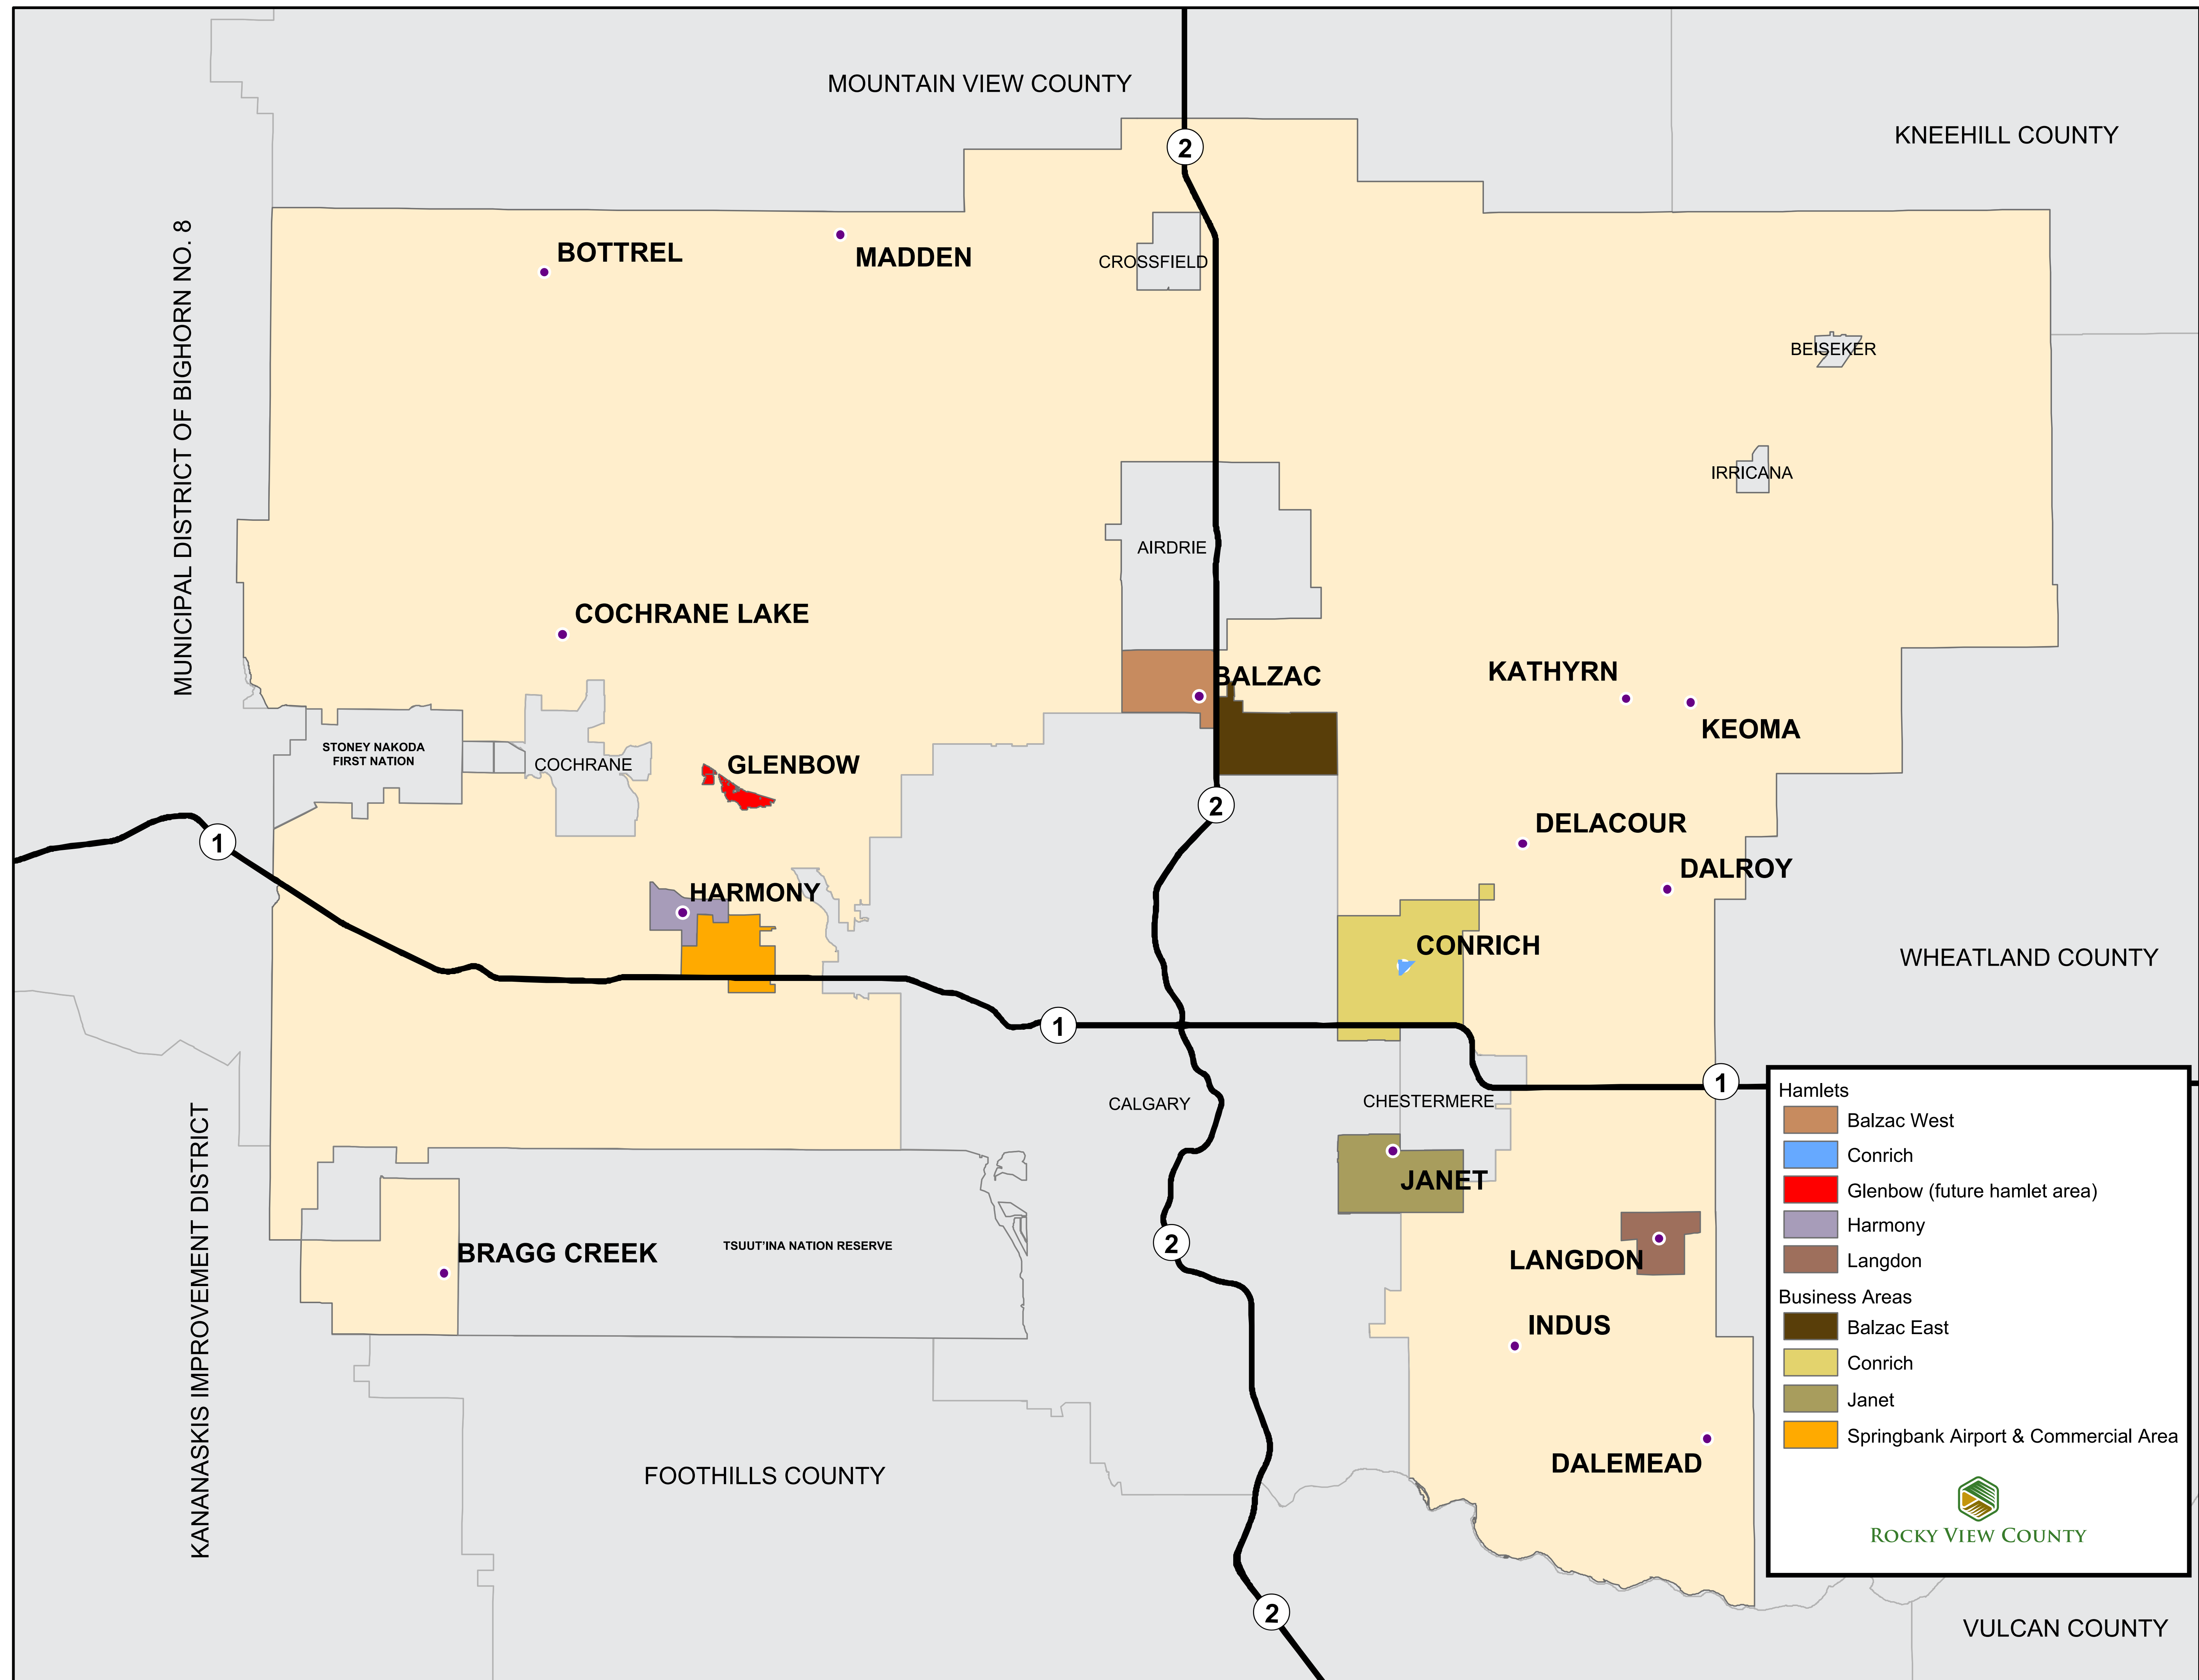 MOUNTAIN VIEW COUNTY
KNEEHILL COUNTY
2
MUNICIPAL DISTRICT OF BIGHORN NO. 8
BOTTREL
MADDEN
CROSSFIELD
BEISEKER
IRRICANA
AIRDRIE
COCHRANE LAKE
BALZAC
KATHYRN
KEOMA
STONEY NAKODA
FIRST NATION
COCHRANE
GLENBOW
2
1
DELACOUR
DALROY
HARMONY
CONRICH
WHEATLAND COUNTY
1
1
CALGARY
CHESTERMERE
JANET
KANANASKIS IMPROVEMENT DISTRICT
BRAGG CREEK
TSUUT'INA NATION RESERVE
2
LANGDON
INDUS
DALEMEAD
FOOTHILLS COUNTY
2
VULCAN COUNTY
Hamlets
Balzac West
Conrich
Glenbow (future hamlet area)
Harmony
Langdon
Business Areas
Balzac East
Conrich
Janet
Springbank Airport & Commercial Area
ROCKY VIEW COUNTY